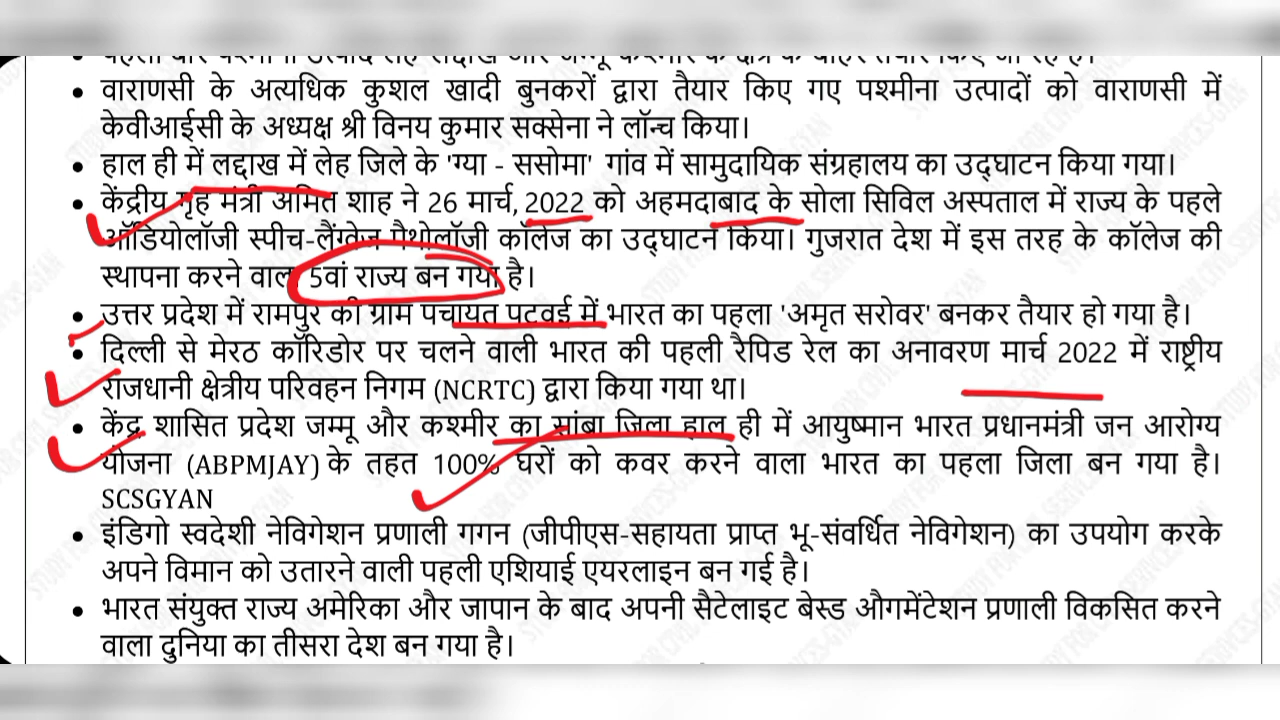 • वाराणसी के अत्यधिक कुशल खादी बुनकरों द्वारा तैयार किए गए पश्मीना उत्पादों को वाराणसी में
केवीआईसी के अध्यक्ष श्री विनय कुमार सक्सेना ने लॉन्च किया।
• हाल ही में लद्दाख में लेह जिले के 'ग्या - ससोमा' गांव में सामुदायिक संग्रहालय का उद्घाटन किया गया।
• केंद्रीय गृह मंत्री अमित शाह ने 26 मार्च, 2022 को अहमदाबाद के सोला सिविल अस्पताल में राज्य के पहले
ऑडियोलॉजी स्पीच-लैंग्वेज पैथोलॉजी कॉलेज का उद्घाटन किया। गुजरात देश में इस तरह के कॉलेज की
स्थापना करने वाला 5वां राज्य बन गया है।
• उत्तर प्रदेश में रामपुर की ग्राम पंचायत पटवई में भारत का पहला 'अमृत सरोवर' बनकर तैयार हो गया है।
• दिल्ली से मेरठ कॉरिडोर पर चलने वाली भारत की पहली रैपिड रेल का अनावरण मार्च 2022 में राष्ट्रीय
राजधानी क्षेत्रीय परिवहन निगम (NCRTC) द्वारा किया गया था।
• केंद्र शासित प्रदेश जम्मू और कश्मीर का सांबा जिला हाल ही में आयुष्मान भारत प्रधानमंत्री जन आरोग्य
योजना (ABPMJAY) के तहत 100% घरों को कवर करने वाला भारत का पहला जिला बन गया है।
SCSGYAN
• इंडिगो स्वदेशी नेविगेशन प्रणाली गगन (जीपीएस-सहायता प्राप्त भू-संवर्धित नेविगेशन) का उपयोग करके
अपने विमान को उतारने वाली पहली एशियाई एयरलाइन बन गई है।
• भारत संयुक्त राज्य अमेरिका और जापान के बाद अपनी सैटेलाइट बेस्ड औगमेंटेशन प्रणाली विकसित करने
वाला दुनिया का तीसरा देश बन गया है।